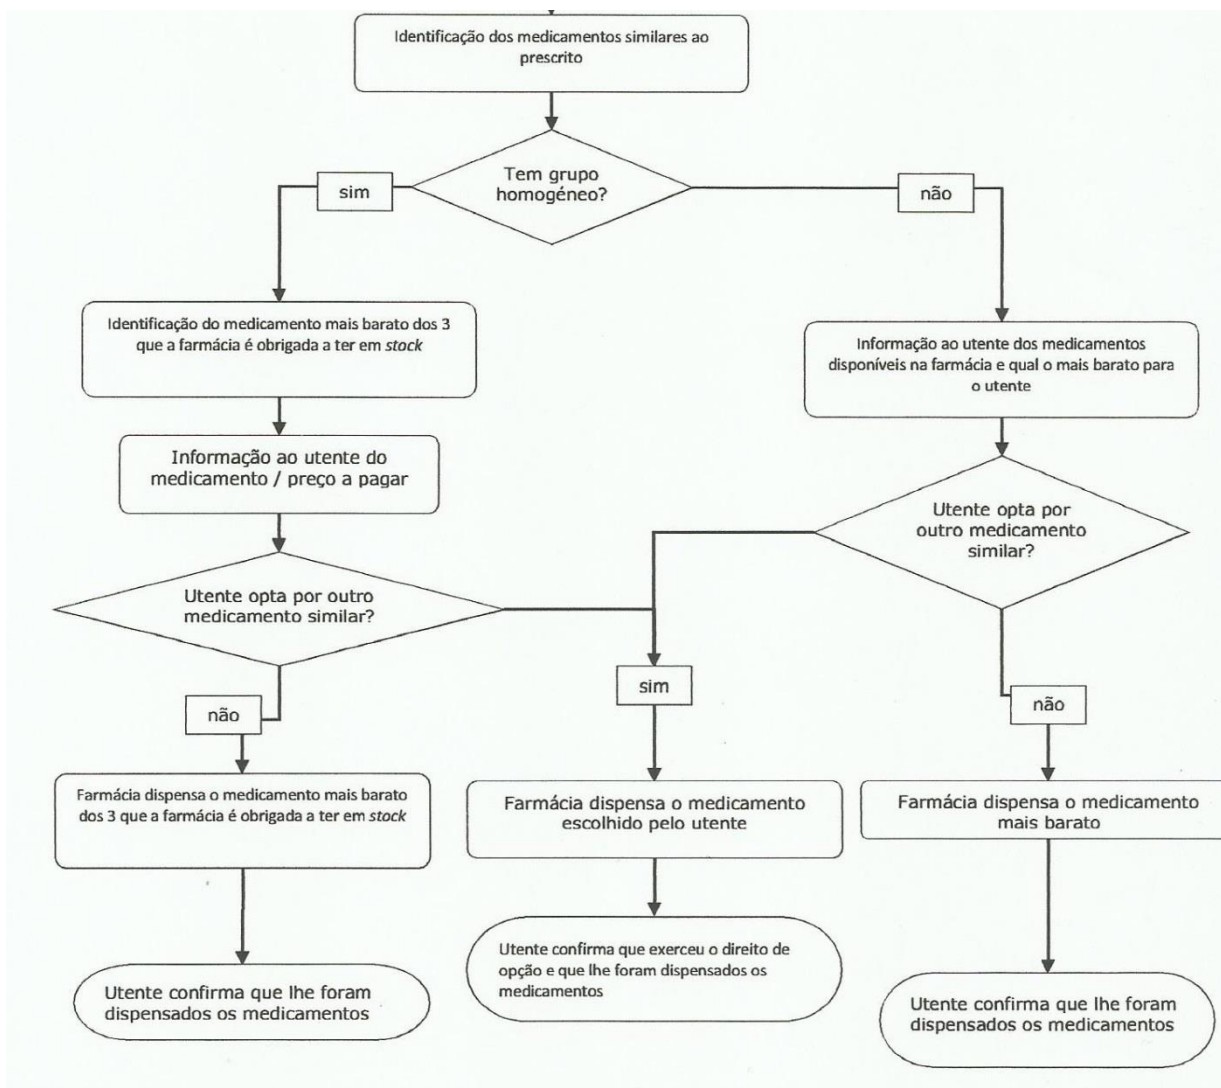 Identificação dos medicamentos similares ao
prescrito
Tem grupo
homogéneo?
sim
não
Identificação do medicamento mais barato dos 3
que a farmácia é obrigada a ter em stock
Informação ao utente dos medicamentos
disponíveis na farmácia e qual o mais barato para
o utente
Informação ao utente do
medicamento / preço a pagar
Utente opta por
outro medicamento
similar?
Utente opta por outro
medicamento similar?
sim
não
não
Farmácia dispensa o medicamento mais barato
dos 3 que a farmácia é obrigada a ter em stock
Farmácia dispensa o medicamento
escolhido pelo utente
Farmácia dispensa o medicamento
mais barato
Utente confirma que lhe foram
dispensados os medicamentos
Utente confirma que exerceu o direito de
opção e que lhe foram dispensados os
medicamentos
Utente confirma que lhe foram
dispensados os medicamentos